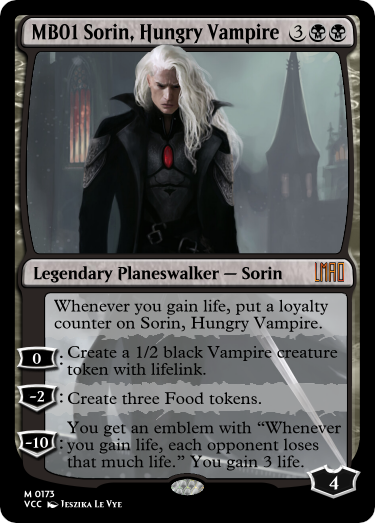 MB01 Sorin, Hungry Vampire 3
Legendary Planeswalker — Sorin LMAO
Whenever you gain life, put a loyalty
counter on Sorin, Hungry Vampire.
0 : Create a 1/2 black Vampire creature
token with lifelink.
-2 : Create three Food tokens.
-10 : You get an emblem with “Whenever
you gain life, each opponent loses
that much life.” You gain 3 life.
4
M 0173
VCC Jeszika Le Vye